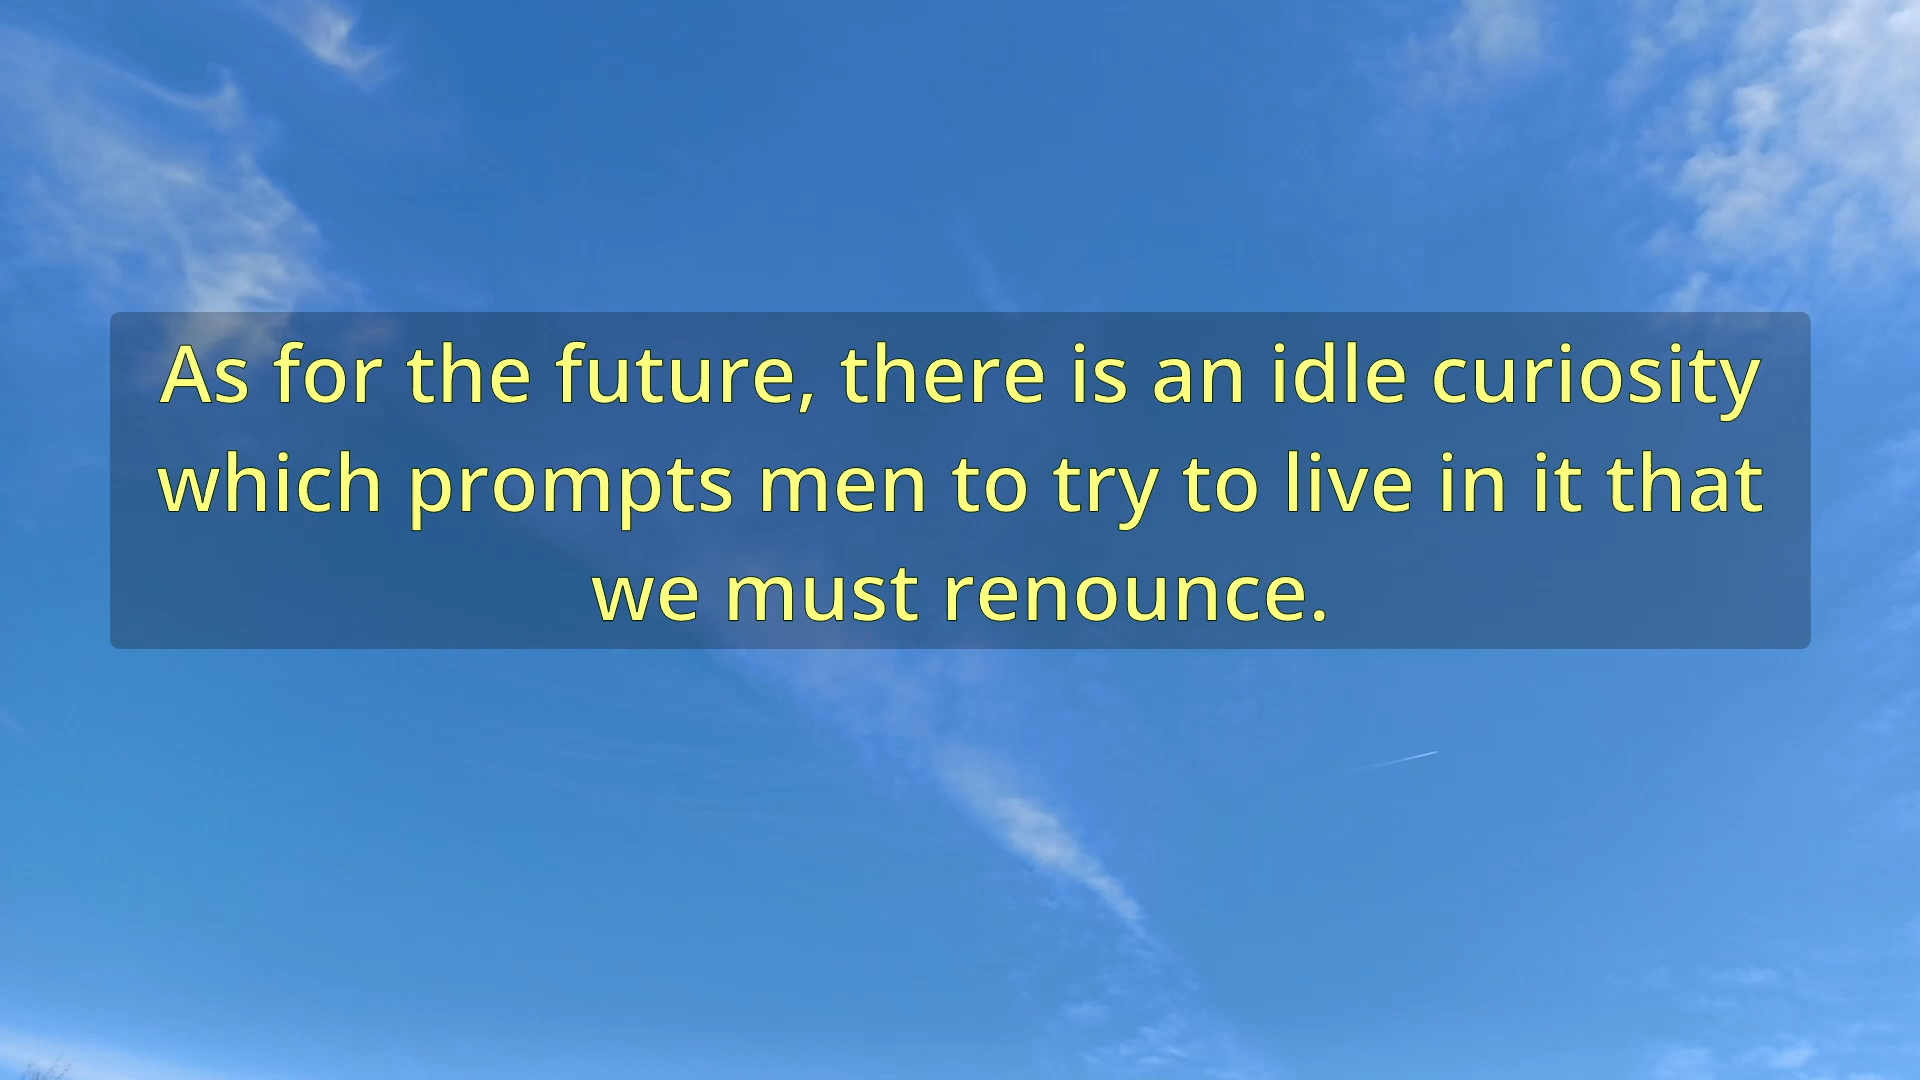 As for the future, there is an idle curiosity
which prompts men to try to live in it that
we must renounce.